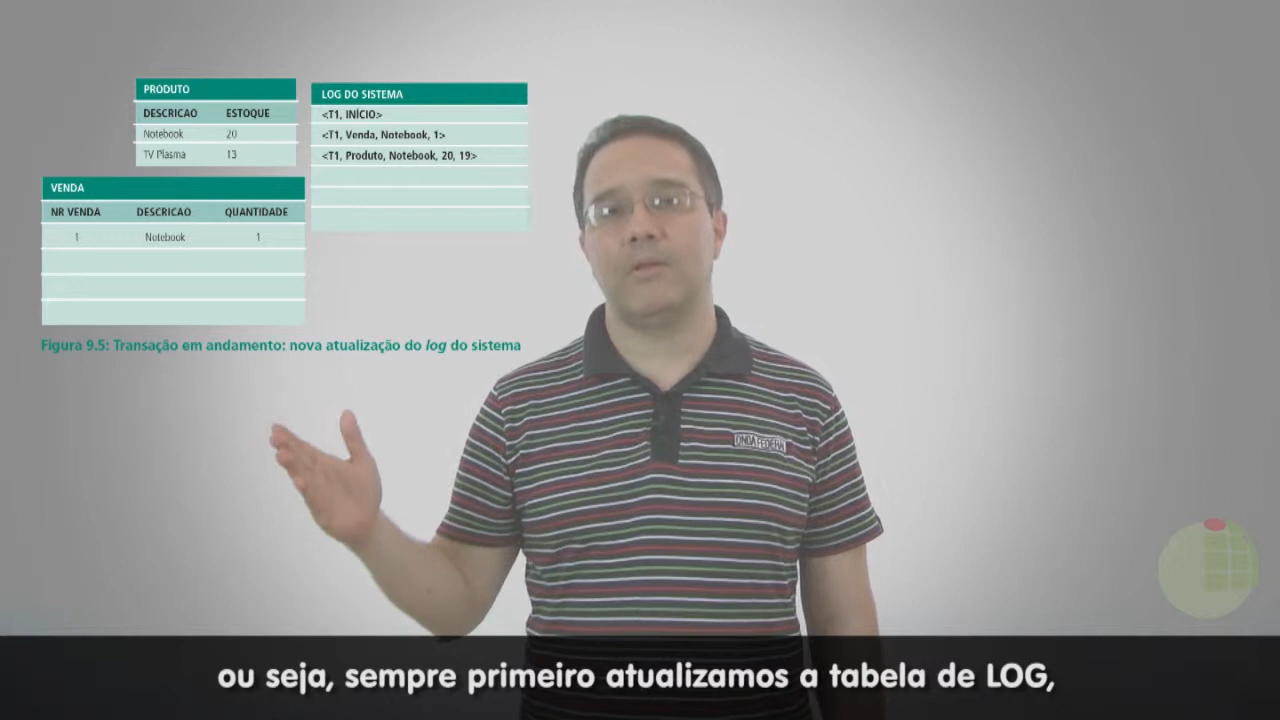 PRODUTO
DESCRICAO ESTOQUE
Notebook 20
TV Plasma 13
LOG DO SISTEMA
<T1, INÍCIO>
<T1, Venda, Notebook, 1>
<T1, Produto, Notebook, 20, 19>
VENDA
NR VENDA DESCRICAO QUANTIDADE
1 Notebook 1
Figura 9.5: Transação em andamento: nova atualização do log do sistema
ou seja, sempre primeiro atualizamos a tabela de LOG,